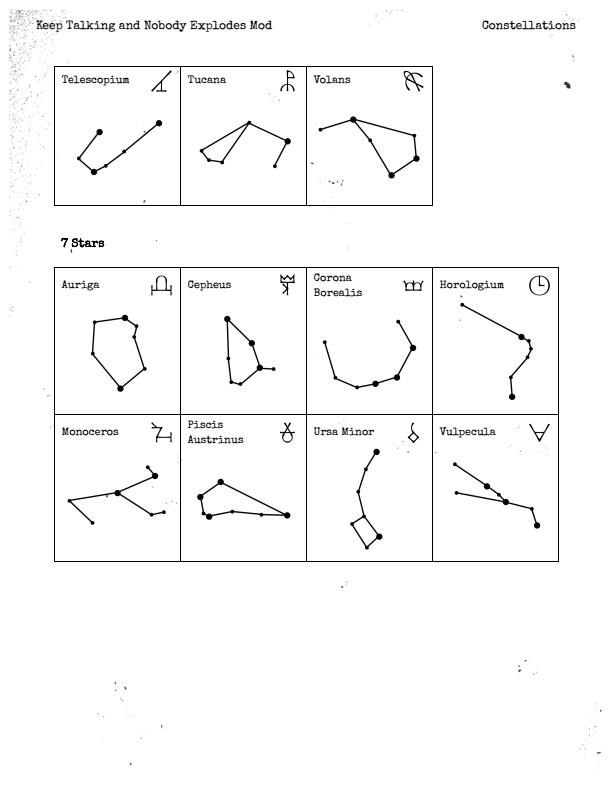 Keep Talking and Nobody Explodes Mod
Constellations
Telescopium
Tucana
Volans
7 Stars
Auriga
Cepheus
Corona
Borealis
Horologium
Monoceros
Piscis
Austrinus
Ursa Minor
Vulpecula